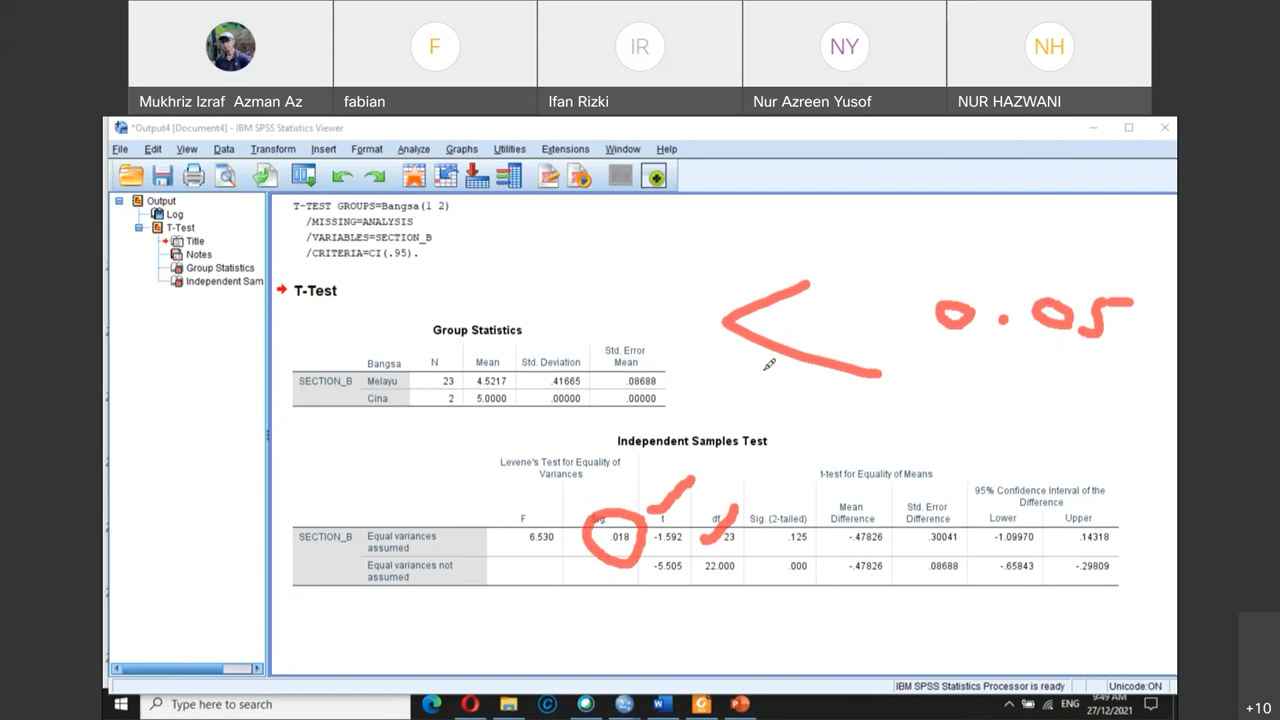 F
IR
NY
NH
Mukhriz Izraf Azman Az
fabian
Ifan Rizki
Nur Azreen Yusof
NUR HAZWANI
*Output4 [Document4] - IBM SPSS Statistics Viewer
File Edit View Data Transform Insert Format Analyze Graphs Utilities Extensions Window Help
Output
Log
T-Test
Title
Notes
Group Statistics
Independent Sam
T-TEST GROUPS=Bangsa(1 2)
/MISSING=ANALYSIS
/VARIABLES=SECTION_B
/CRITERIA=CI(.95).
T-Test
< 0.05
Group Statistics
Bangsa N Mean Std. Deviation Std. Error Mean
SECTION_B Melayu 23 4.5217 .41665 .08688
Cina 2 5.0000 .00000 .00000
Independent Samples Test
Levene's Test for Equality of Variances
t-test for Equality of Means
95% Confidence Interval of the Difference
F Sig. t df Sig. (2-tailed) Mean Difference Std. Error Difference Lower Upper
SECTION_B Equal variances assumed 6.530 .018 -1.592 23 .125 -.47826 .30041 -1.09970 .14318
Equal variances not assumed -5.505 22.000 .000 -.47826 .08688 -.65843 -.29809
IBM SPSS Statistics Processor is ready
Unicode:ON
Type here to search
ENG
9:49 AM
27/12/2021
+10